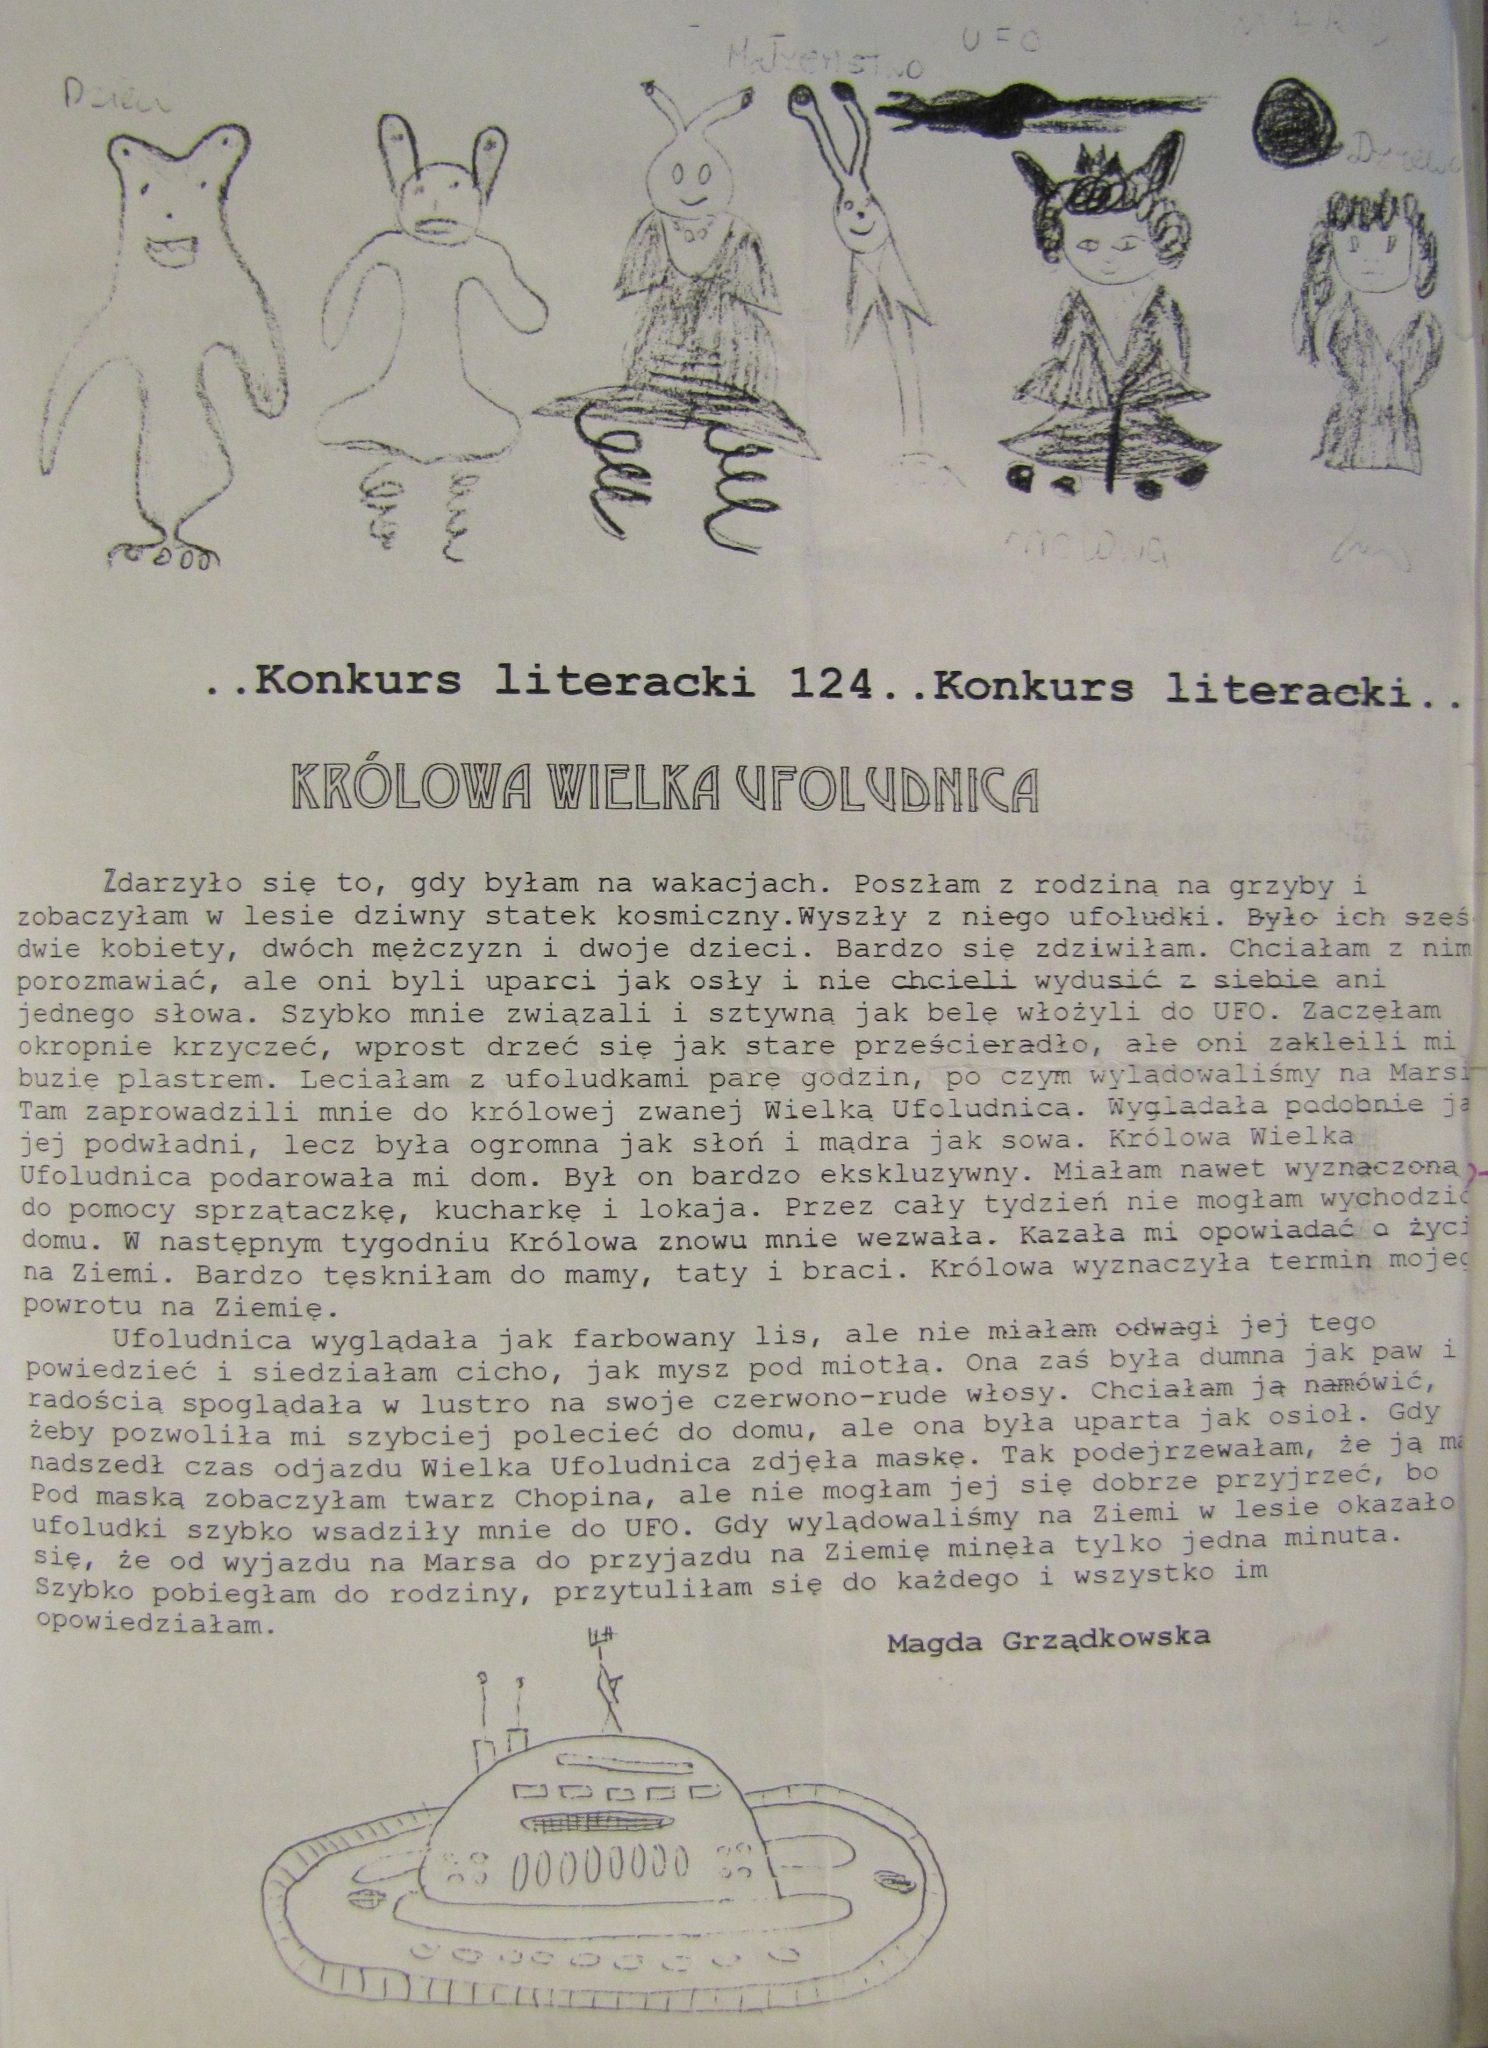 UFO
..Konkurs literacki 124..Konkurs literacki..
KRÓLOWA WIELKA UFOLUDNICA
Zdarzyło się to, gdy byłam na wakacjach. Poszłam z rodziną na grzyby i
zobaczyłam w lesie dziwny statek kosmiczny.Wyszły z niego ufoludki. Było ich sześ
dwie kobiety, dwóch mężczyzn i dwoje dzieci. Bardzo się zdziwiłam. Chciałam z nim
porozmawiać, ale oni byli uparci jak osły i nie chcieli wydusić z siebie ani
jednego słowa. Szybko mnie związali i sztywną jak belę włożyli do UFO. Zaczęłam
okropnie krzyczeć, wprost drzeć się jak stare prześcieradło, ale oni zakleili mi
buzię plastrem. Leciałam z ufoludkami parę godzin, po czym wylądowaliśmy na Marsi
Tam zaprowadzili mnie do królowej zwanej Wielką Ufoludnicą. Wyglądała podobnie ja
jej podwładni, lecz była ogromna jak słoń i mądra jak sowa. Królowa Wielka
Ufoludnica podarowała mi dom. Był on bardzo ekskluzywny. Miałam nawet wyznaczoną
do pomocy sprzątaczkę, kucharkę i lokaja. Przez cały tydzień nie mogłam wychodzić
domu. W następnym tygodniu Królowa znowu mnie wezwała. Kazała mi opowiadać o życi
na Ziemi. Bardzo tęskniłam do mamy, taty i braci. Królowa wyznaczyła termin mojeg
powrotu na Ziemię.
Ufoludnica wyglądała jak farbowany lis, ale nie miałam odwagi jej tego
powiedzieć i siedziałam cicho, jak mysz pod miotłą. Ona zaś była dumna jak paw i
radością spoglądała w lustro na swoje czerwono-rude włosy. Chciałam ją namówić,
żeby pozwoliła mi szybciej polecieć do domu, ale ona była uparta jak osioł. Gdy
nadszedł czas odjazdu Wielka Ufoludnica zdjęła maskę. Tak podejrzewałam, że ją ma
Pod maską zobaczyłam twarz Chopina, ale nie mogłam jej się dobrze przyjrzeć, bo
ufoludki szybko wsadziły mnie do UFO. Gdy wylądowaliśmy na Ziemi w lesie okazało
się, że od wyjazdu na Marsa do przyjazdu na Ziemię minęła tylko jedna minuta.
Szybko pobiegłam do rodziny, przytuliłam się do każdego i wszystko im
opowiedziałam.
Magda Grządkowska